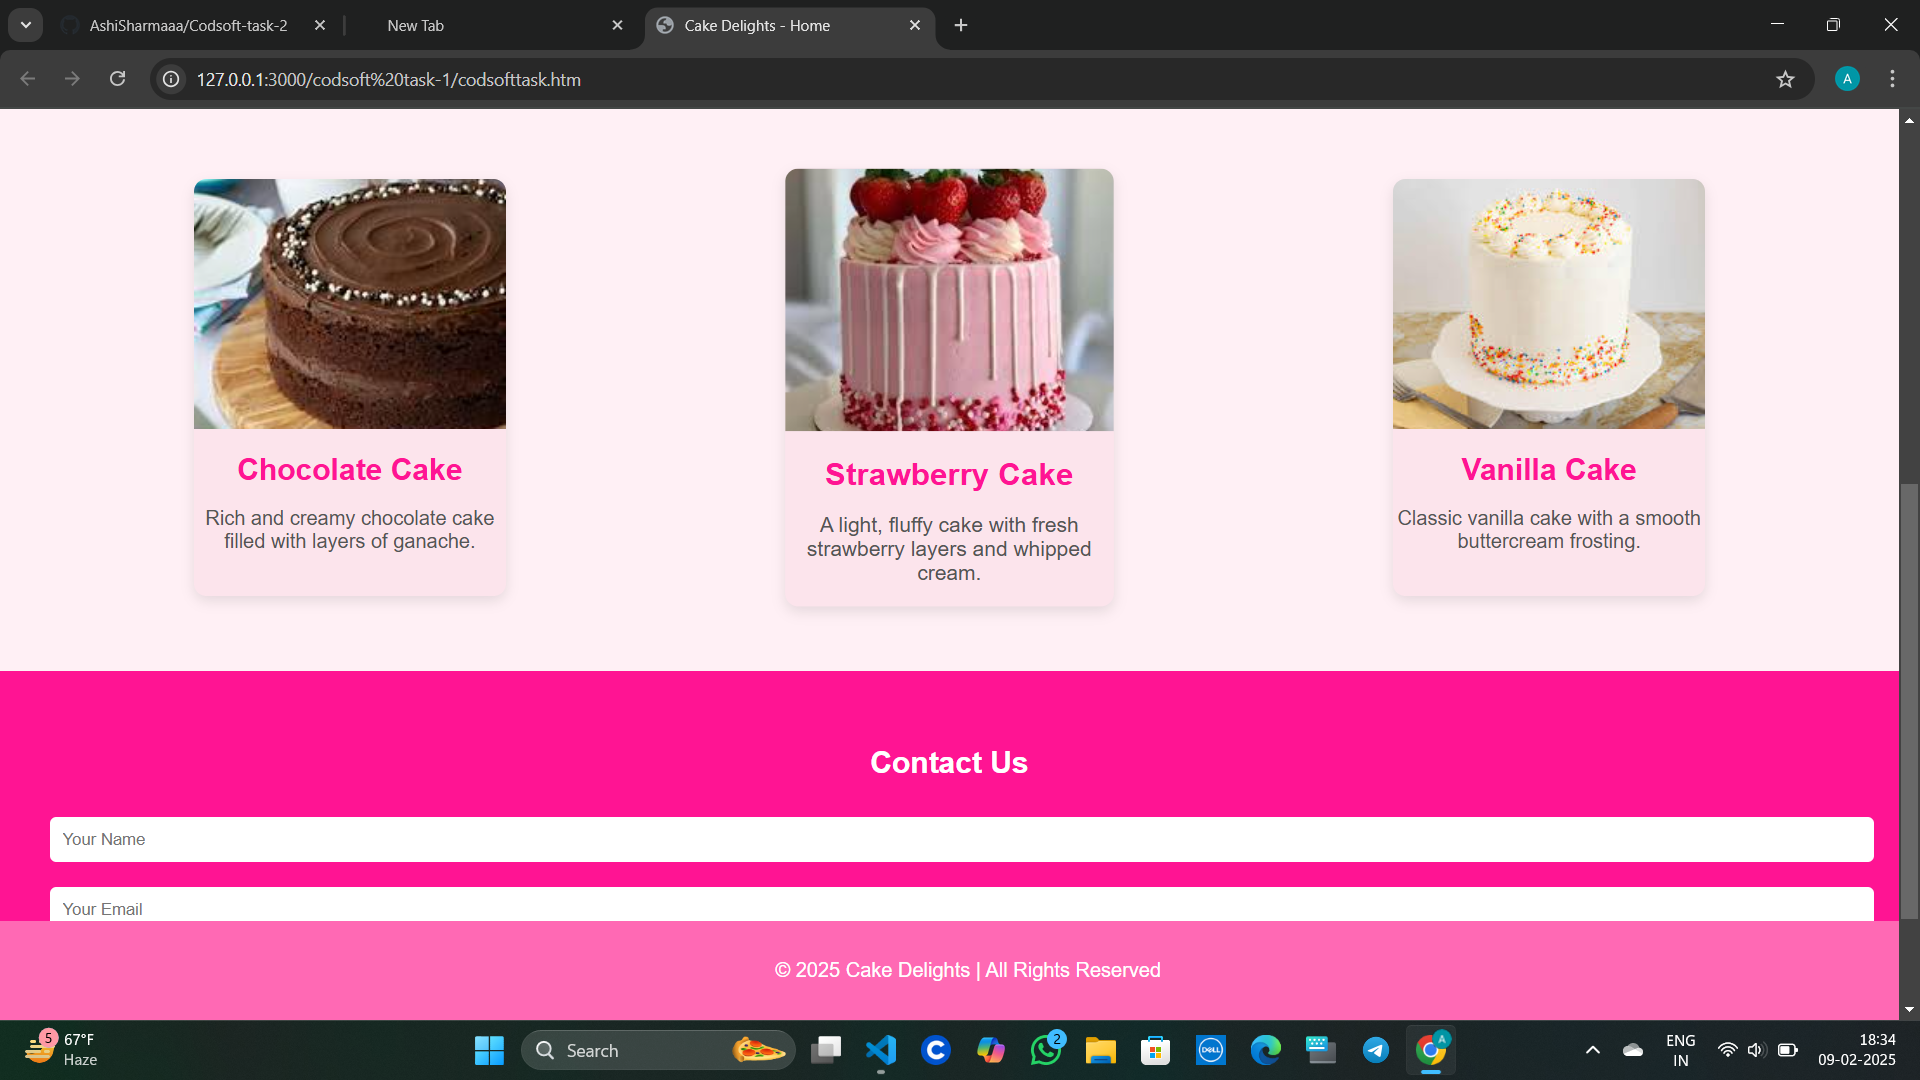 AshiSharmaaa/Codsoft-task-2
New Tab
Cake Delights - Home
127.0.0.1:3000/codsoft%20task-1/codsofttask.htm
A
Chocolate Cake
Rich and creamy chocolate cake
filled with layers of ganache.
Strawberry Cake
A light, fluffy cake with fresh
strawberry layers and whipped
cream.
Vanilla Cake
Classic vanilla cake with a smooth
buttercream frosting.
Contact Us
Your Name
Your Email
© 2025 Cake Delights | All Rights Reserved
5
67°F
Haze
Search
C
2
DELL
A
ENG
IN
18:34
09-02-2025